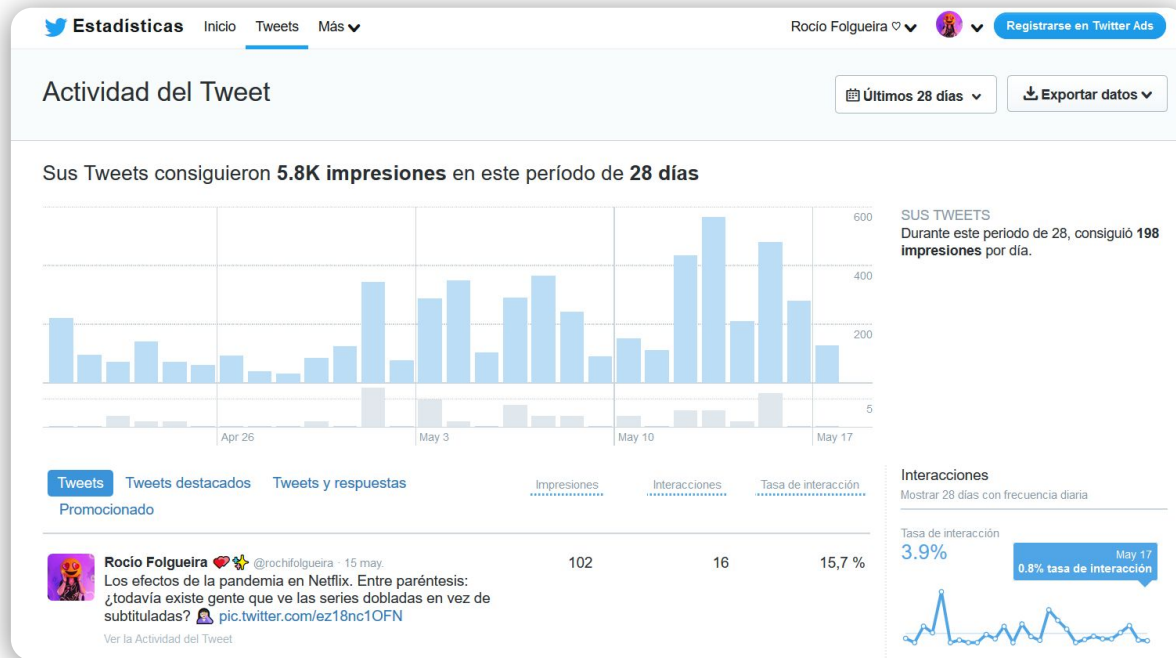 Estadísticas Inicio Tweets Más Rocío Folgueira ♡ Registrarse en Twitter Ads
Actividad del Tweet
Últimos 28 días Exportar datos
Sus Tweets consiguieron 5.8K impresiones en este período de 28 días
600
400
200
5
Apr 26 May 3 May 10 May 17
SUS TWEETS
Durante este periodo de 28, consiguió 198
impresiones por día.
Tweets Tweets destacados Tweets y respuestas
Promocionado
Impresiones Interacciones Tasa de interacción
Rocío Folgueira 💘✨ @rochifolgueira · 15 may. 102 16 15,7 %
Los efectos de la pandemia en Netflix. Entre paréntesis:
¿todavía existe gente que ve las series dobladas en vez de
subtituladas? 🤦🏻‍♀️ pic.twitter.com/ez18nc1OFN
Ver la Actividad del Tweet
Interacciones
Mostrar 28 días con frecuencia diaria
Tasa de interacción
3.9%
May 17
0.8% tasa de interacción